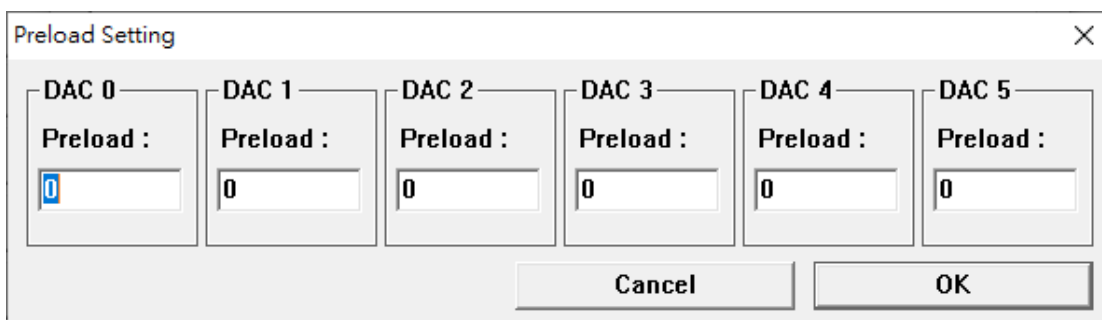 Preload Setting
DAC 0 DAC 1 DAC 2 DAC 3 DAC 4 DAC 5
Preload : Preload : Preload : Preload : Preload : Preload :
0 0 0 0 0 0
Cancel OK